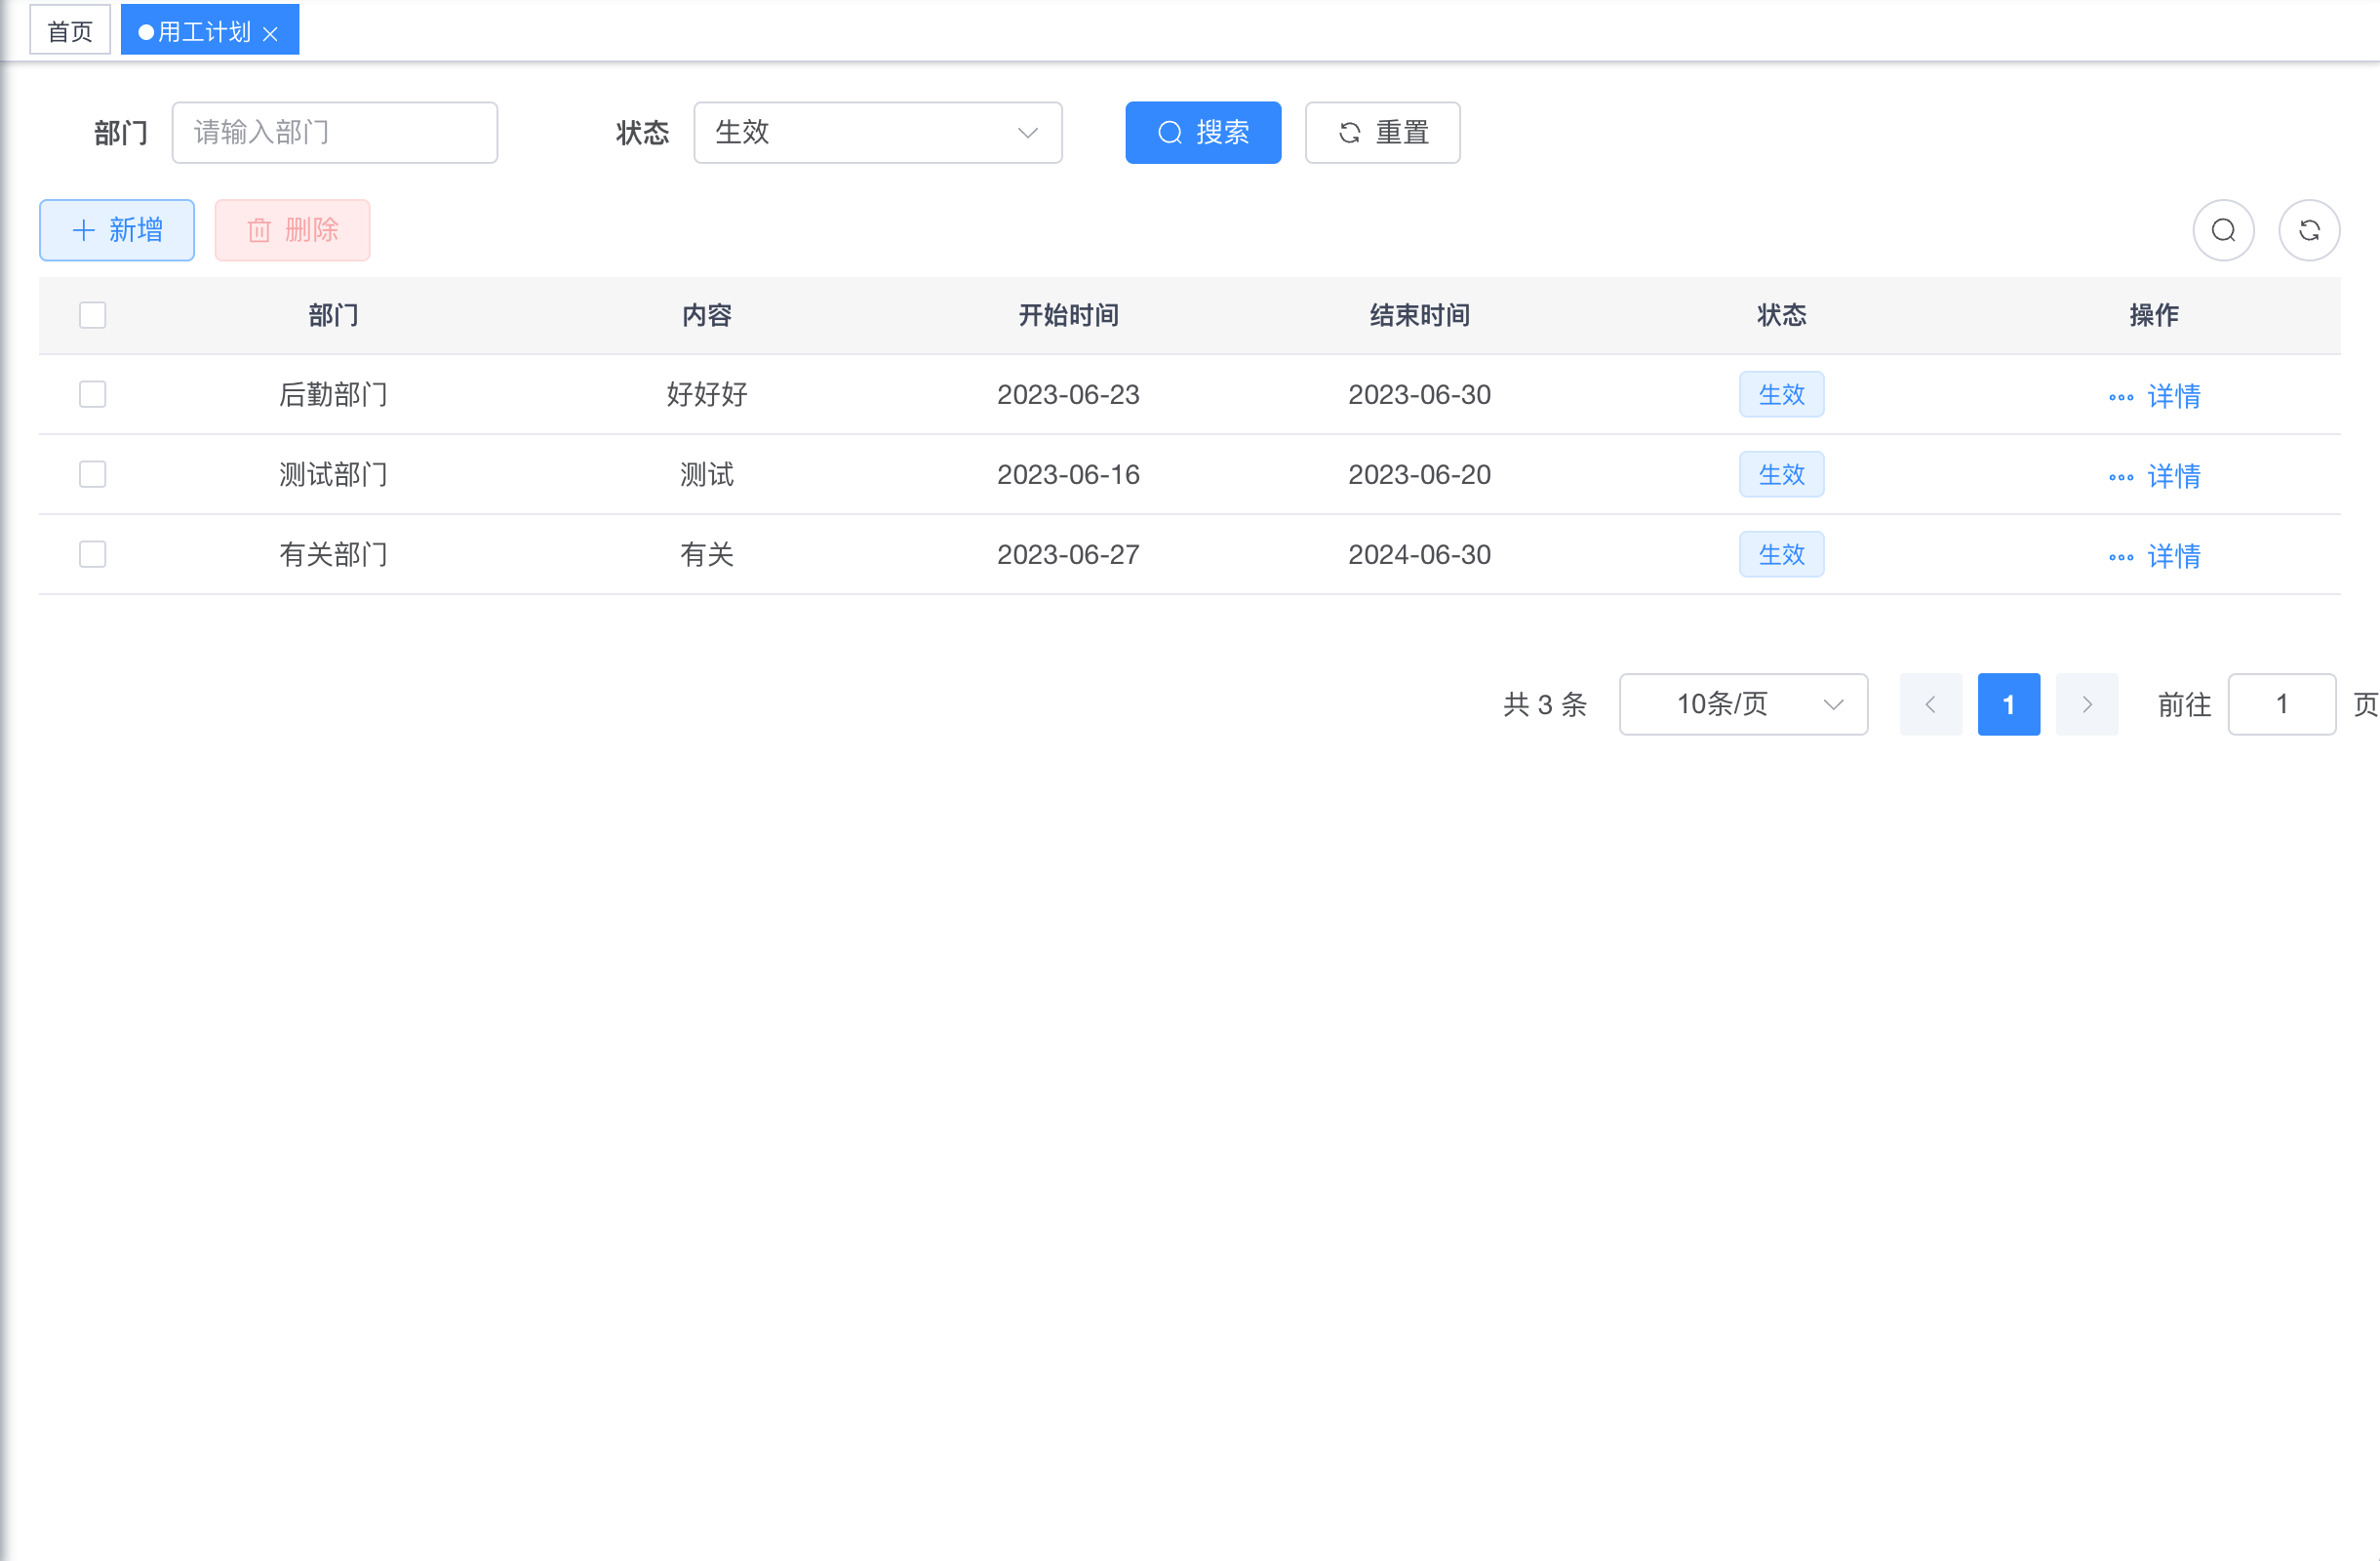 首页 用工计划
部门 请输入部门 状态 生效 搜索 重置
新增 删除
部门 内容 开始时间 结束时间 状态 操作
后勤部门 好好好 2023-06-23 2023-06-30 生效 详情
测试部门 测试 2023-06-16 2023-06-20 生效 详情
有关部门 有关 2023-06-27 2024-06-30 生效 详情
共 3 条 10条/页 1 前往 1 页